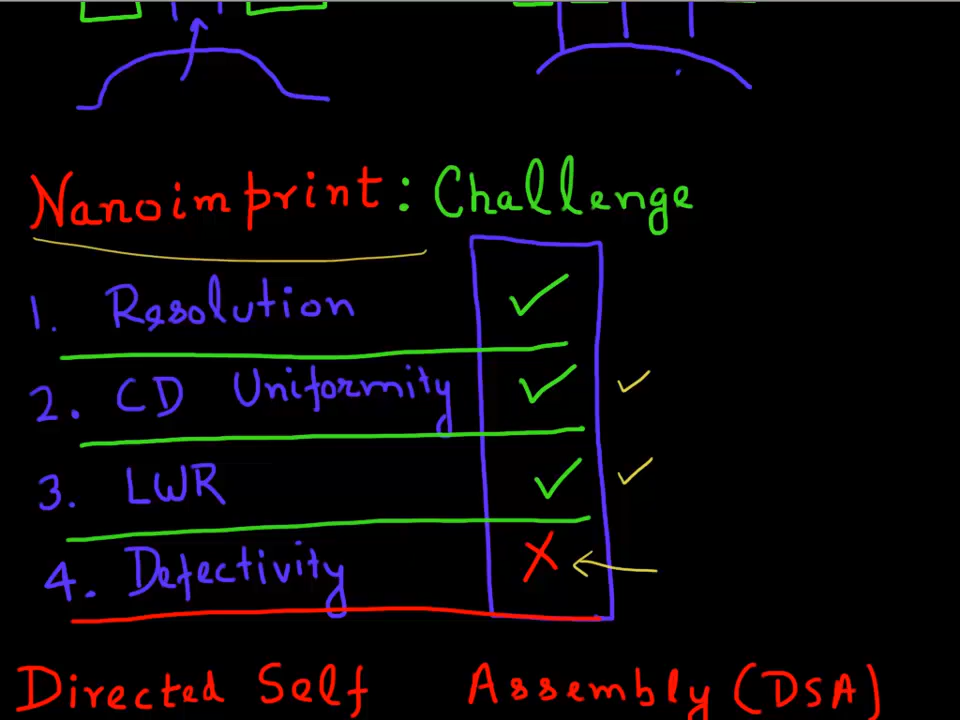 Nanoimprint : Challenge
1. Resolution ✓
2. CD Uniformity ✓ ✓
3. LWR ✓ ✓
4. Defectivity X
Directed Self Assembly (DSA)